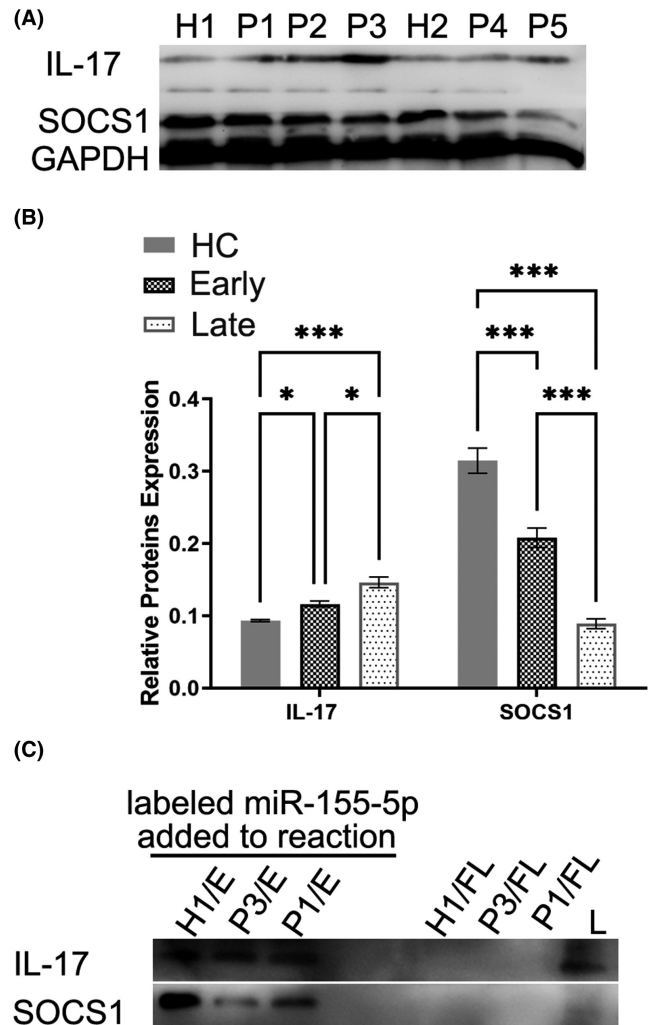 (A)
H1 P1 P2 P3 H2 P4 P5
IL-17
SOCS1
GAPDH
(B)
HC
Early
Late
***
***
***
*
*
***
Relative Proteins Expression
0.4
0.3
0.2
0.1
0.0
IL-17 SOCS1
(C)
labeled miR-155-5p
added to reaction
H1/E P3/E P1/E H1/FL P3/FL P1/FL L
IL-17
SOCS1